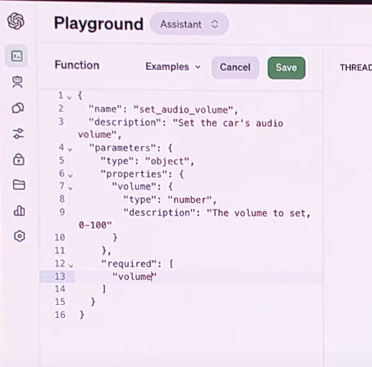 Playground Assistant
Function Examples Cancel Save THREAD
1 {
2 "name": "set_audio_volume",
3 "description": "Set the car's audio
volume",
4 "parameters": {
5 "type": "object",
6 "properties": {
7 "volume": {
8 "type": "number",
9 "description": "The volume to set,
0-100"
10 }
11 },
12 "required": [
13 "volume"
14 ]
15 }
16 }